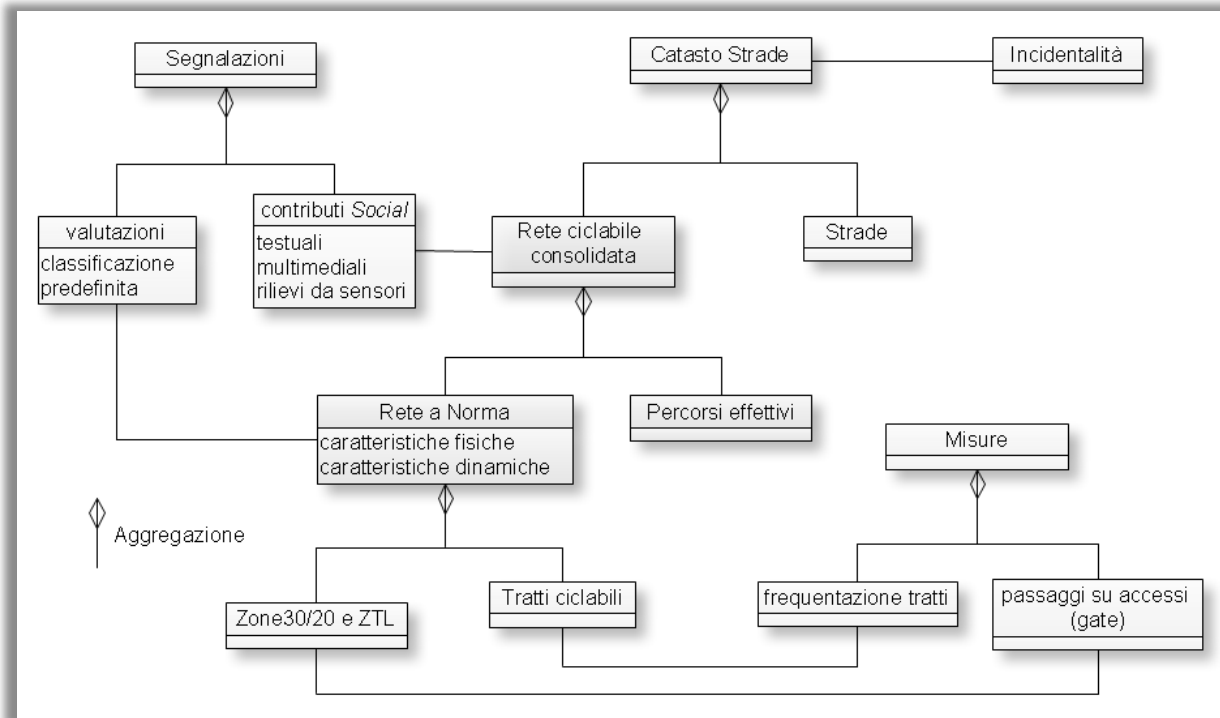 Segnalazioni
Catasto Strade
Incidentalità
valutazioni
classificazione
predefinita
contributi Social
testuali
multimediali
rilievi da sensori
Rete ciclabile
consolidata
Strade
Rete a Norma
caratteristiche fisiche
caratteristiche dinamiche
Percorsi effettivi
Misure
Aggregazione
Zone30/20 e ZTL
Tratti ciclabili
frequentazione tratti
passaggi su accessi
(gate)